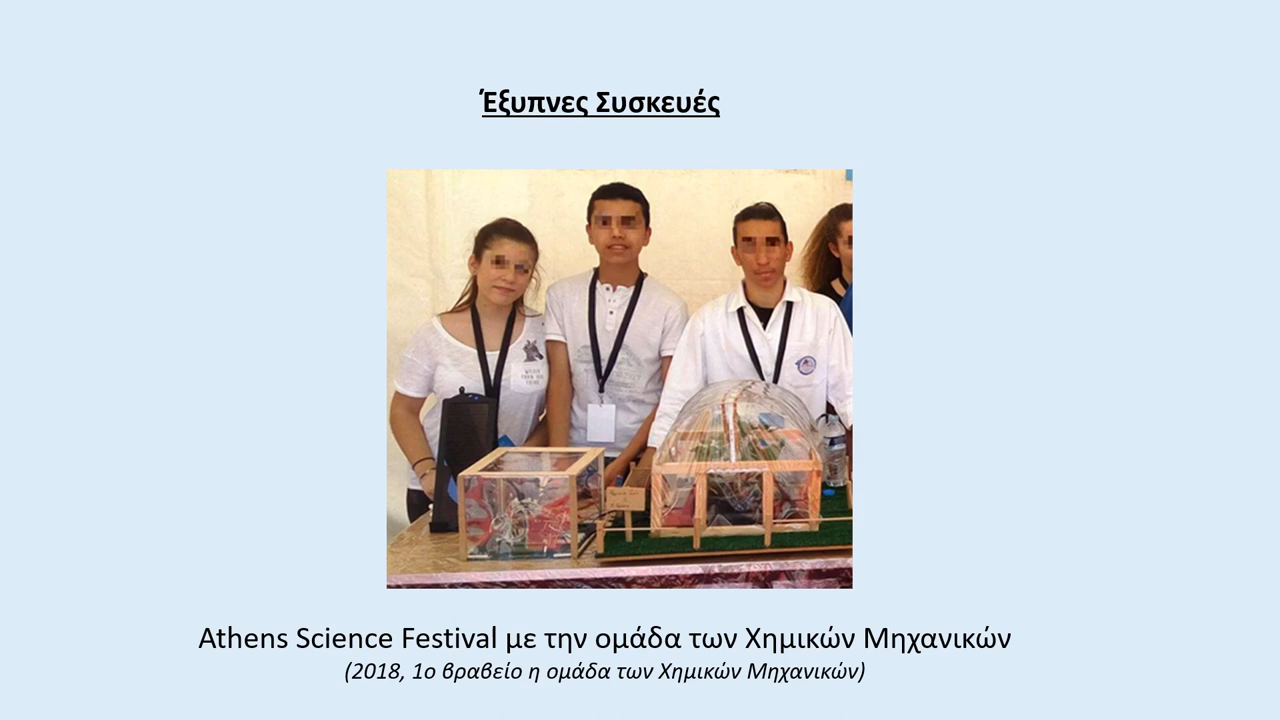 Έξυπνες Συσκευές
Athens Science Festival με την ομάδα των Χημικών Μηχανικών
(2018, 1ο βραβείο η ομάδα των Χημικών Μηχανικών)